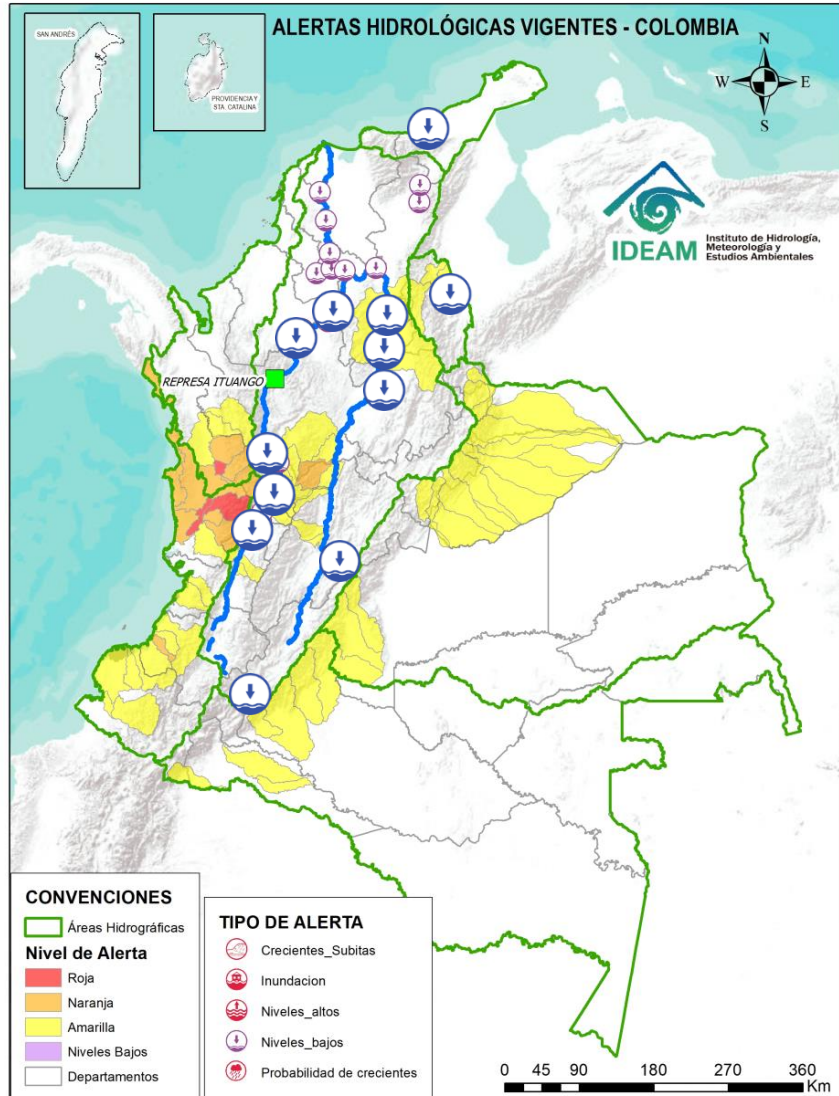 ALERTAS HIDROLÓGICAS VIGENTES - COLOMBIA
SAN ANDRÉS
PROVIDENCIA Y
STA. CATALINA
N
W
E
S
IDEAM
Instituto de Hidrología,
Meteorología y
Estudios Ambientales
REPRESA ITUANGO
CONVENCIONES
Áreas Hidrográficas
Nivel de Alerta
Roja
Naranja
Amarilla
Niveles Bajos
Departamentos
TIPO DE ALERTA
Crecientes_Subitas
Inundacion
Niveles_altos
Niveles_bajos
Probabilidad de crecientes
0 45 90 180 270 360
Km